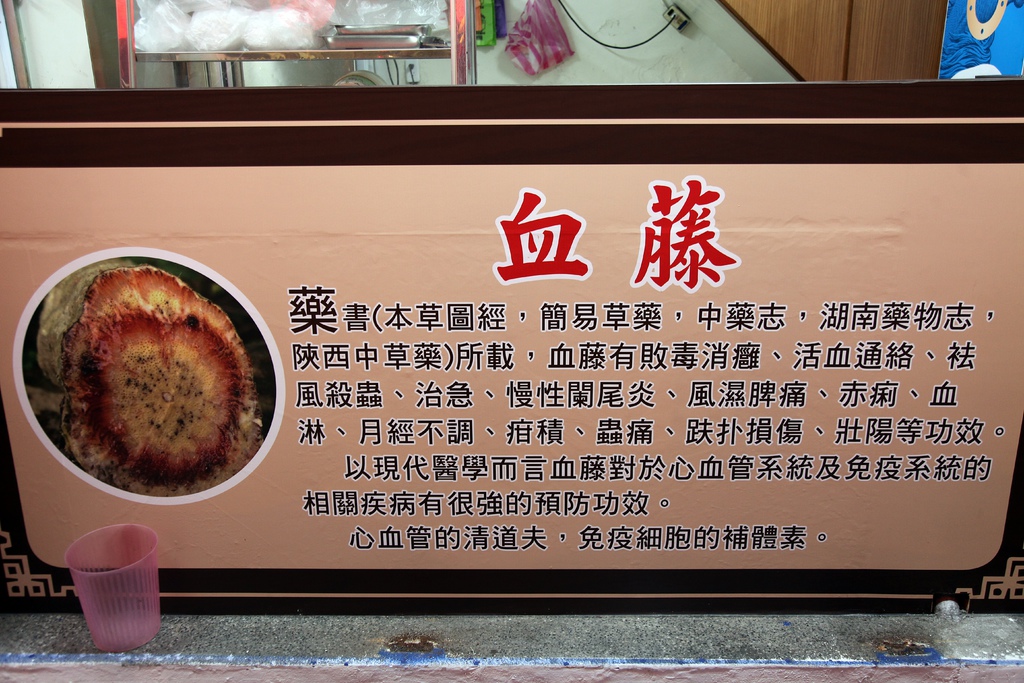 血藤
藥書(本草圖經，簡易草藥，中藥志，湖南藥物志，
陝西中草藥)所載，血藤有敗毒消癰、活血通絡、祛
風殺蟲、治急、慢性闌尾炎、風濕脾痛、赤痢、血
淋、月經不調、疳積、蟲痛、跌扑損傷、壯陽等功效。
以現代醫學而言血藤對於心血管系統及免疫系統的
相關疾病有很強的預防功效。
心血管的清道夫，免疫細胞的補體素。